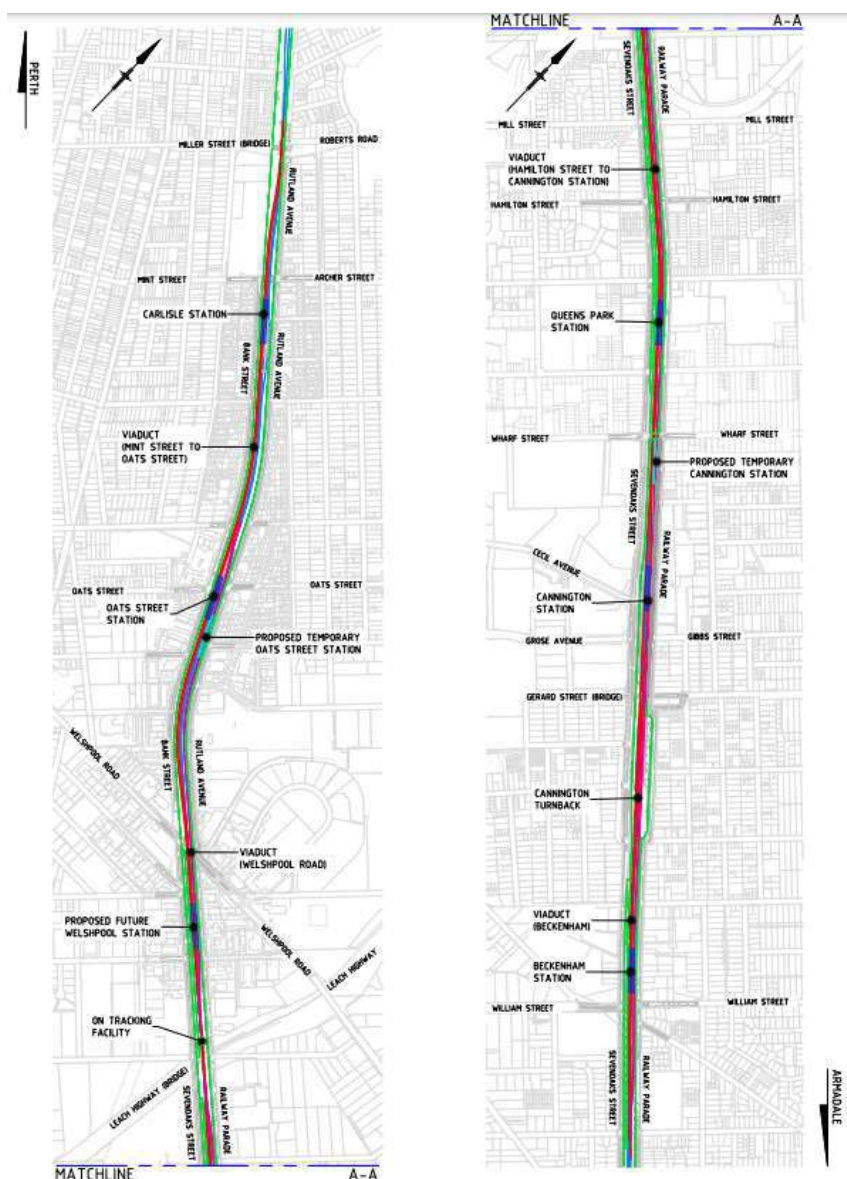 PERTH
MILLER STREET (BRIDGE)
ROBERTS ROAD
RUTLAND AVENUE
MINT STREET
ARCHER STREET
CARLISLE STATION
BANK STREET
RUTLAND AVENUE
VIADUCT
(MINT STREET TO
OATS STREET)
OATS STREET
OATS STREET
OATS STREET
STATION
PROPOSED TEMPORARY
OATS STREET STATION
WELSHPOOL ROAD
BANK STREET
RUTLAND AVENUE
VIADUCT
(WELSHPOOL ROAD)
PROPOSED FUTURE
WELSHPOOL STATION
WELSHPOOL ROAD
LEACH HIGHWAY
ON TRACKING
FACILITY
LEACH HIGHWAY (BRIDGE)
SEVENOAKS STREET
RAILWAY PARADE
MATCHLINE
A-A
MATCHLINE
A-A
SEVENOAKS STREET
RAILWAY PARADE
MILL STREET
MILL STREET
VIADUCT
(HAMILTON STREET TO
CANNINGTON STATION)
HAMILTON STREET
HAMILTON STREET
QUEENS PARK
STATION
WHARF STREET
WHARF STREET
PROPOSED TEMPORARY
CANNINGTON STATION
SEVENOAKS STREET
RAILWAY PARADE
CECIL AVENUE
CANNINGTON
STATION
GROSE AVENUE
GIBBS STREET
GERARD STREET (BRIDGE)
CANNINGTON
TURNBACK
VIADUCT
(BECKENHAM)
BECKENHAM
STATION
WILLIAM STREET
WILLIAM STREET
SEVENOAKS STREET
RAILWAY PARADE
ARMADALE